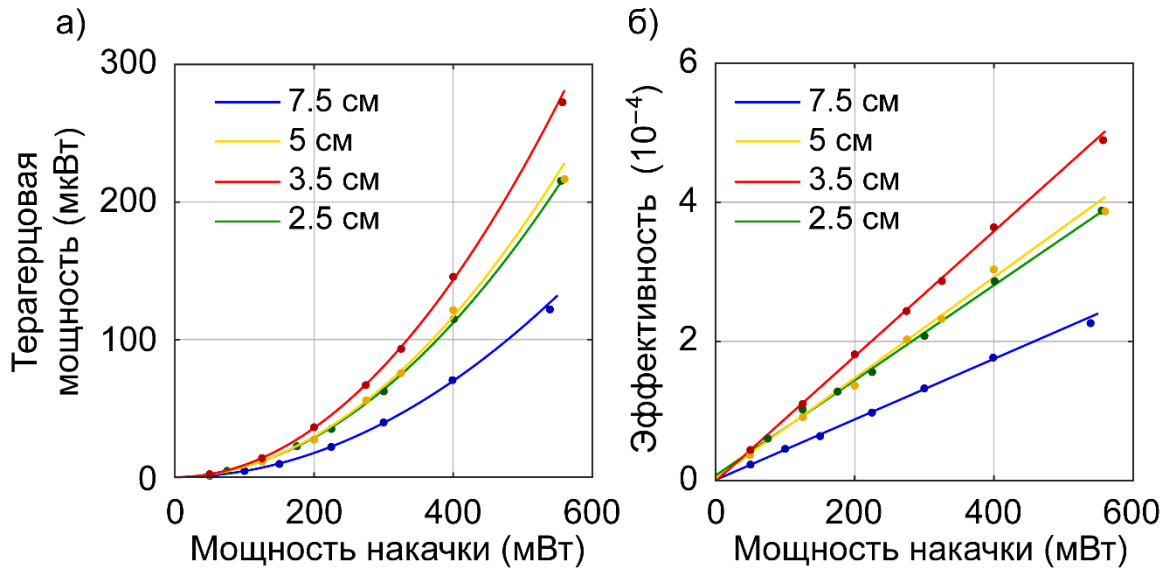 а)
300
200
100
0
Терагерцовая
мощность (мкВт)
7.5 см
5 см
3.5 см
2.5 см
0 200 400 600
Мощность накачки (мВт)
б)
6
4
2
0
Эффективность (10⁻⁴)
7.5 см
5 см
3.5 см
2.5 см
0 200 400 600
Мощность накачки (мВт)